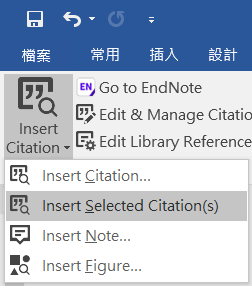 檔案 常用 插入 設計
EN Go to EndNote
Insert Citation
Edit & Manage Citatio
Edit Library Reference
Insert Citation...
Insert Selected Citation(s)
Insert Note...
Insert Figure...